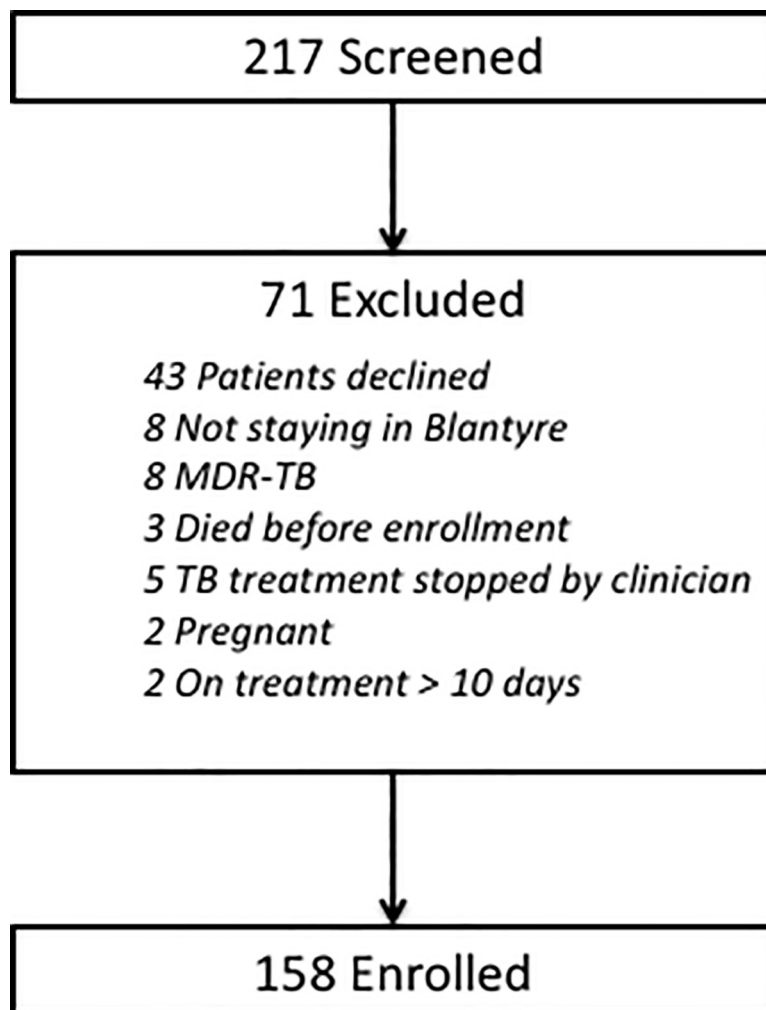 217 Screened
71 Excluded
43 Patients declined
8 Not staying in Blantyre
8 MDR-TB
3 Died before enrollment
5 TB treatment stopped by clinician
2 Pregnant
2 On treatment > 10 days
158 Enrolled